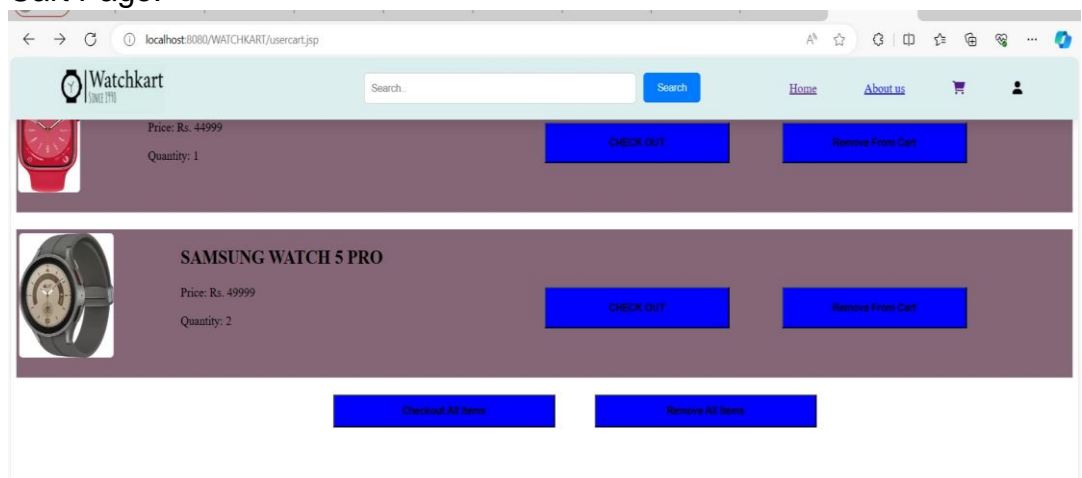 Cart Page:
localhost:8080/WATCHKART/usercart.jsp
Watchkart
SINCE 1990
Search..
Search
Home
About us
Price: Rs. 44999
Quantity: 1
CHECK OUT
Remove From Cart
SAMSUNG WATCH 5 PRO
Price: Rs. 49999
Quantity: 2
CHECK OUT
Remove From Cart
Checkout All Items
Remove All Items